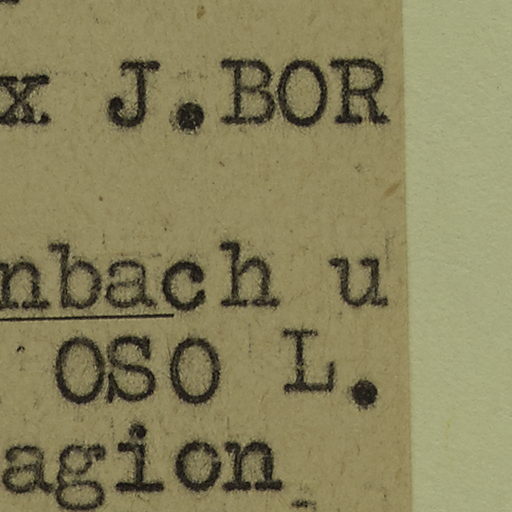 x J.BOR
nbach u
OSO L.
agion